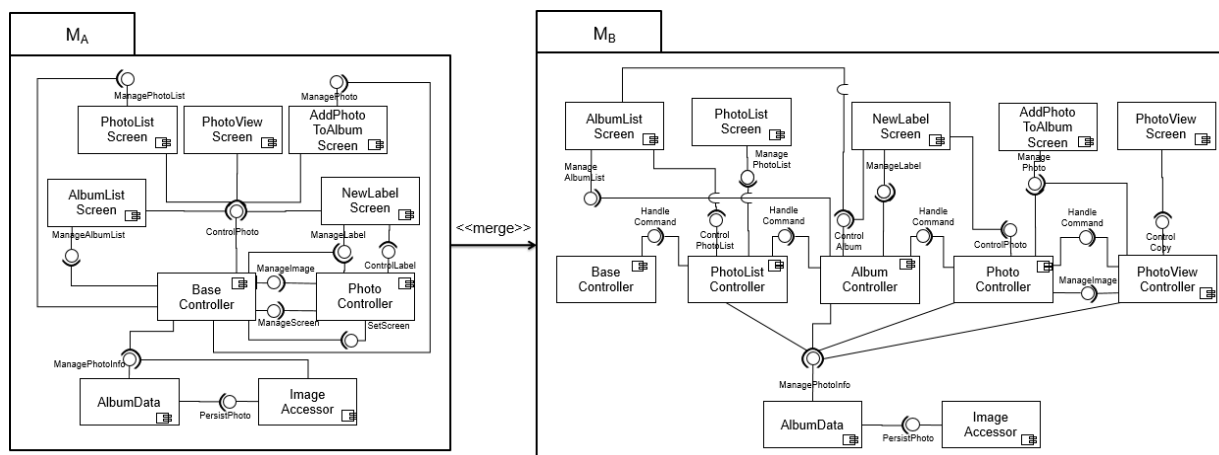 M_A
ManagePhotoList
ManagePhoto
PhotoList
Screen
PhotoView
Screen
AddPhoto
ToAlbum
Screen
AlbumList
Screen
NewLabel
Screen
ManageAlbumList
ControlPhoto
ManageLabel
ControlLabel
ManageImage
Base
Controller
Photo
Controller
ManageScreen
SetScreen
ManagePhotoInfo
AlbumData
PersistPhoto
Image
Accessor
<<merge>>
M_B
AlbumList
Screen
PhotoList
Screen
NewLabel
Screen
AddPhoto
ToAlbum
Screen
PhotoView
Screen
Manage
AlbumList
Manage
PhotoList
ManageLabel
Manage
Photo
Handle
Command
Control
PhotoList
Handle
Command
Control
Album
Handle
Command
ControlPhoto
Handle
Command
Control
Copy
Base
Controller
PhotoList
Controller
Album
Controller
Photo
Controller
ManageImage
PhotoView
Controller
ManagePhotoInfo
AlbumData
PersistPhoto
Image
Accessor